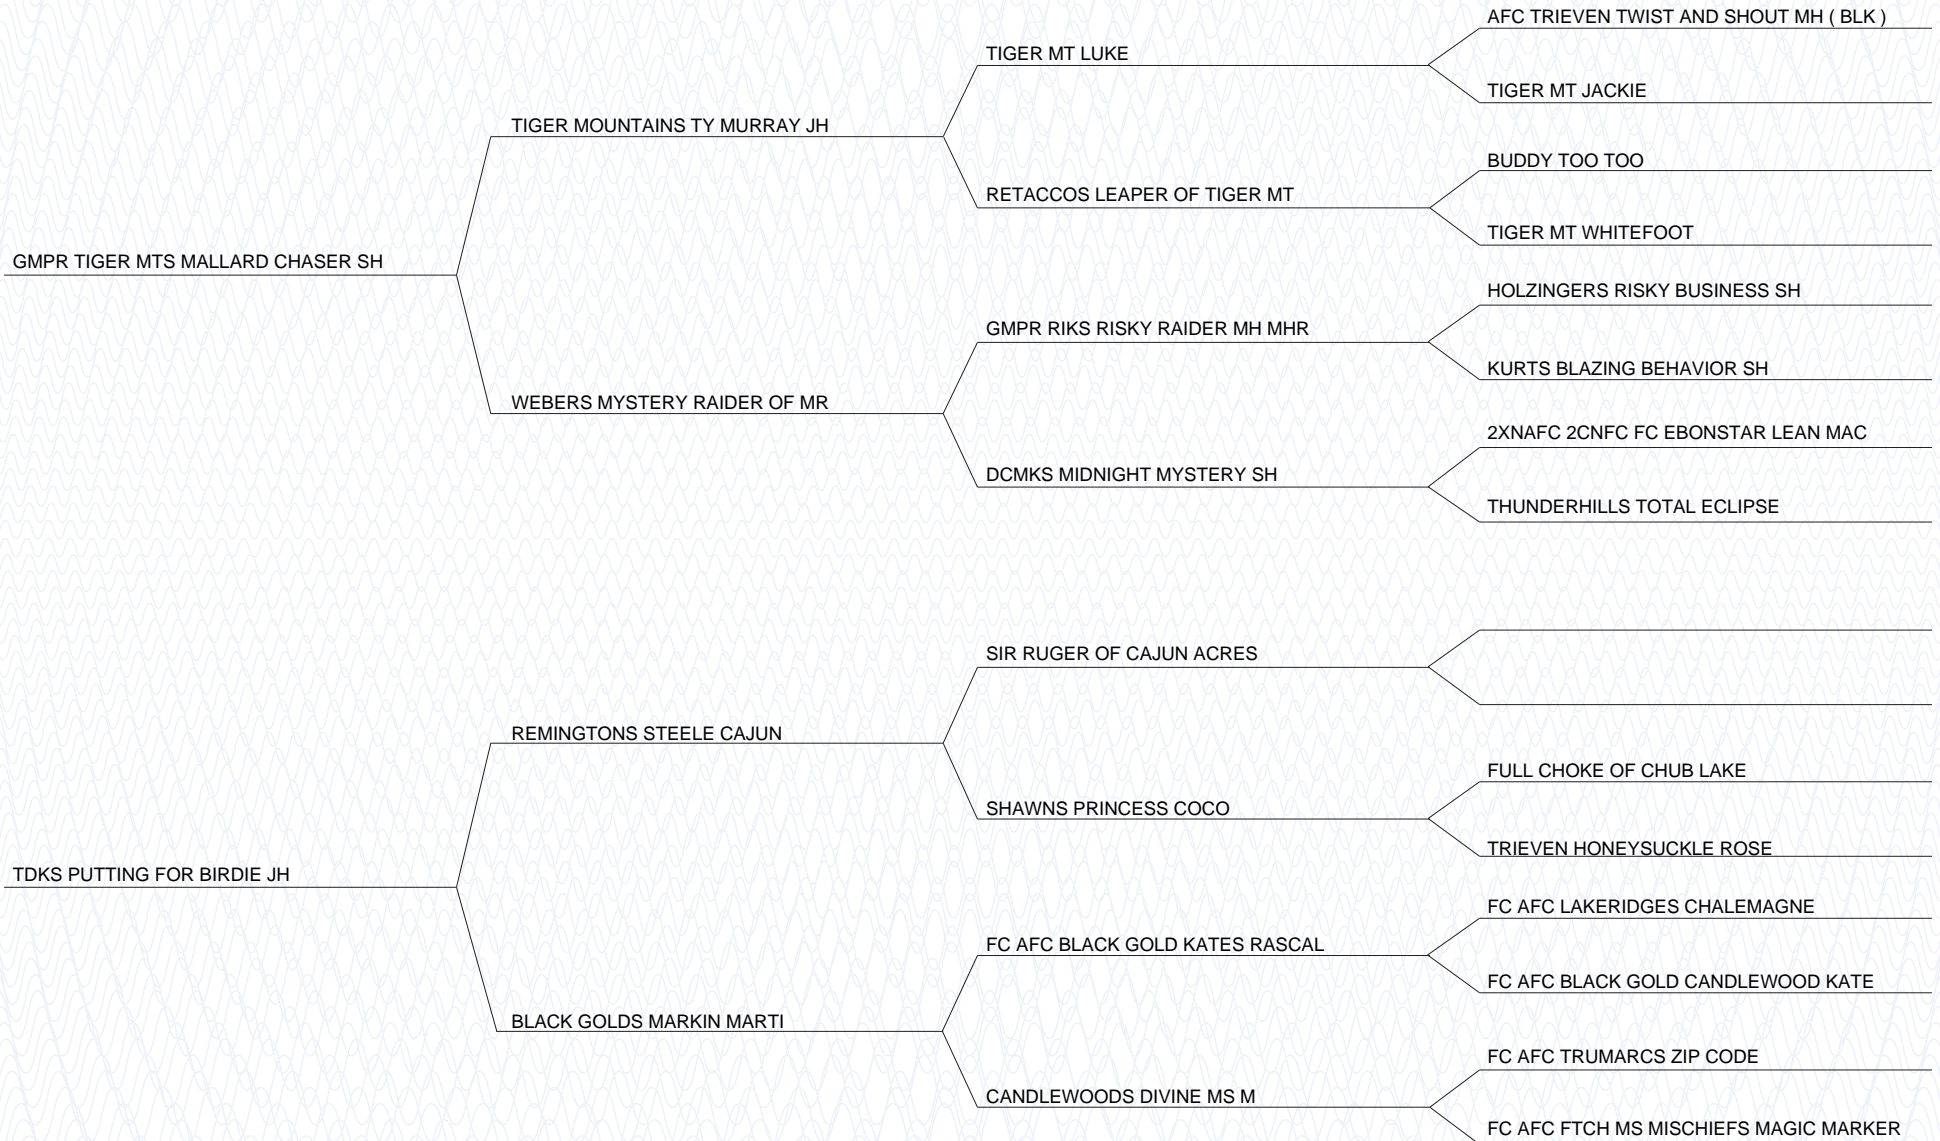 AFC TRIEVEN TWIST AND SHOUT MH ( BLK )
TIGER MT LUKE
TIGER MT JACKIE
TIGER MOUNTAINS TY MURRAY JH
BUDDY TOO TOO
RETACCOS LEAPER OF TIGER MT
TIGER MT WHITEFOOT
GMPR TIGER MTS MALLARD CHASER SH
HOLZINGERS RISKY BUSINESS SH
GMPR RIKS RISKY RAIDER MH MHR
KURTS BLAZING BEHAVIOR SH
WEBERS MYSTERY RAIDER OF MR
2XNAFC 2CNFC FC EBONSTAR LEAN MAC
DCMKS MIDNIGHT MYSTERY SH
THUNDERHILLS TOTAL ECLIPSE
SIR RUGER OF CAJUN ACRES
REMINGTONS STEELE CAJUN
FULL CHOKE OF CHUB LAKE
SHAWNS PRINCESS COCO
TRIEVEN HONEYSUCKLE ROSE
TDKS PUTTING FOR BIRDIE JH
FC AFC LAKERIDGES CHALEMAGNE
FC AFC BLACK GOLD KATES RASCAL
FC AFC BLACK GOLD CANDLEWOOD KATE
BLACK GOLDS MARKIN MARTI
FC AFC TRUMARCS ZIP CODE
CANDLEWOODS DIVINE MS M
FC AFC FTCH MS MISCHIEFS MAGIC MARKER